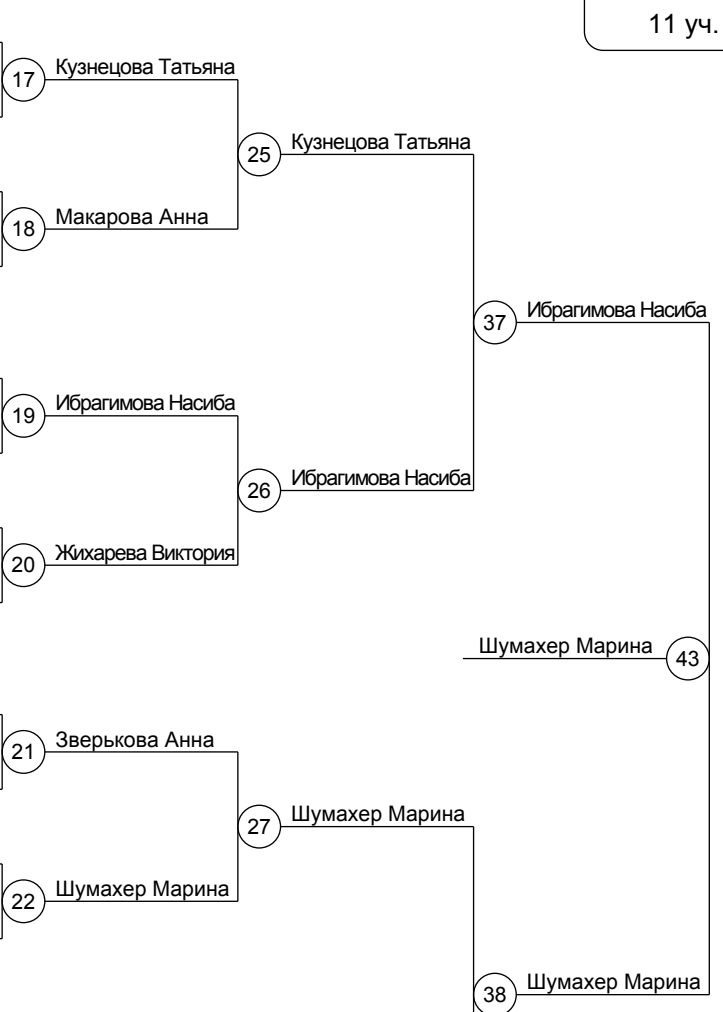 11 уч.
17 Кузнецова Татьяна
25 Кузнецова Татьяна
18 Макарова Анна
37 Ибрагимова Насиба
19 Ибрагимова Насиба
26 Ибрагимова Насиба
20 Жихарева Виктория
Шумахер Марина 43
21 Зверькова Анна
27 Шумахер Марина
22 Шумахер Марина
38 Шумахер Марина